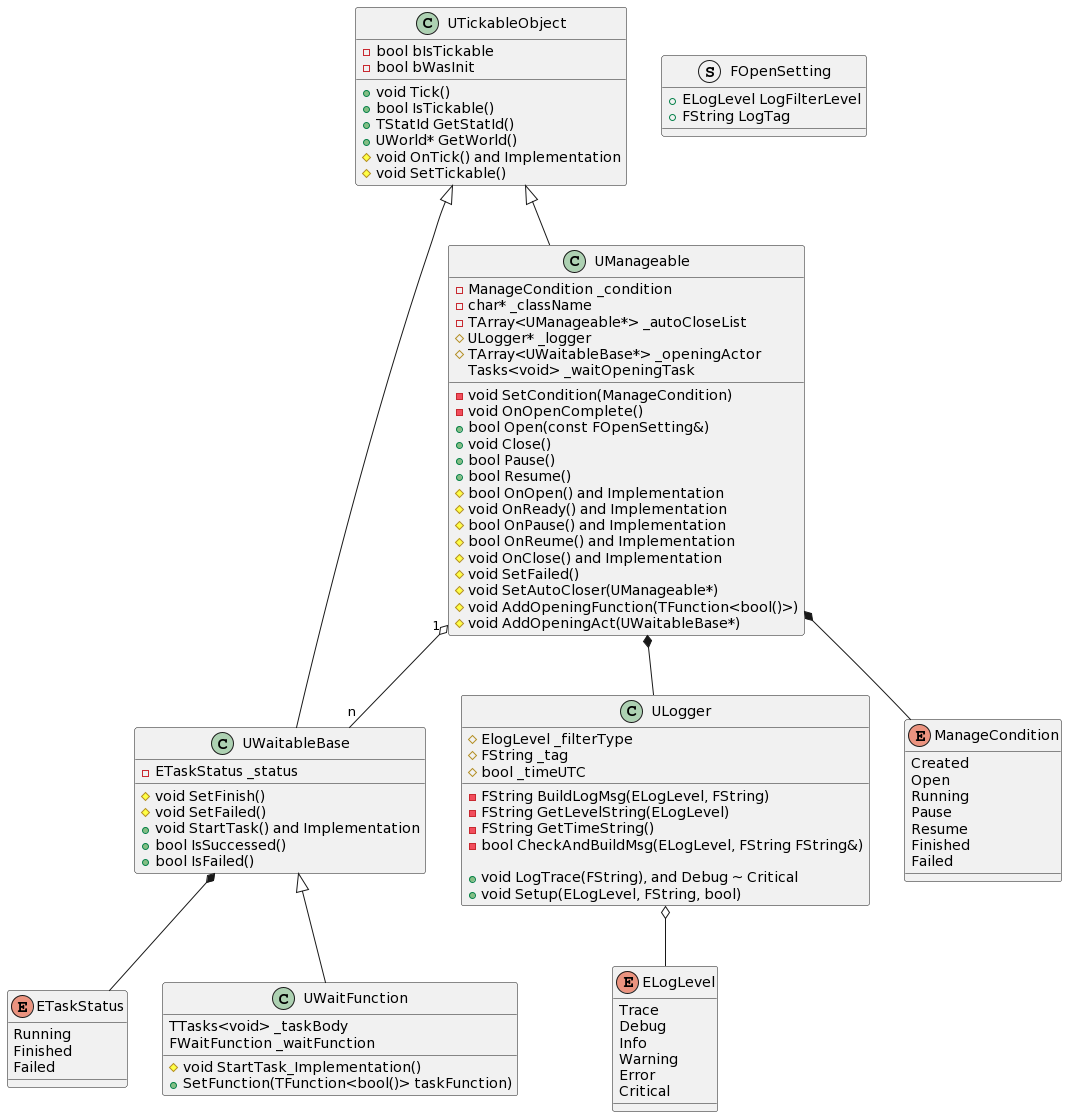 C UTickableObject
bool bIsTickable
bool bWasInit
void Tick()
bool IsTickable()
TStatId GetStatId()
UWorld* GetWorld()
void OnTick() and Implementation
void SetTickable()
S FOpenSetting
ELogLevel LogFilterLevel
FString LogTag
C UManageable
ManageCondition _condition
char* _className
TArray<UManageable*> _autoCloseList
ULogger* _logger
TArray<UWaitableBase*> _openingActor
Tasks<void> _waitOpeningTask
void SetCondition(ManageCondition)
void OnOpenComplete()
bool Open(const FOpenSetting&)
void Close()
bool Pause()
bool Resume()
bool OnOpen() and Implementation
void OnReady() and Implementation
bool OnPause() and Implementation
bool OnReume() and Implementation
void OnClose() and Implementation
void SetFailed()
void SetAutoCloser(UManageable*)
void AddOpeningFunction(TFunction<bool()>)
void AddOpeningAct(UWaitableBase*)
1
n
C UWaitableBase
ETaskStatus _status
void SetFinish()
void SetFailed()
void StartTask() and Implementation
bool IsSuccessed()
bool IsFailed()
C ULogger
ElogLevel _filterType
FString _tag
bool _timeUTC
FString BuildLogMsg(ELogLevel, FString)
FString GetLevelString(ELogLevel)
FString GetTimeString()
bool CheckAndBuildMsg(ELogLevel, FString FString&)
void LogTrace(FString), and Debug ~ Critical
void Setup(ELogLevel, FString, bool)
E ManageCondition
Created
Open
Running
Pause
Resume
Finished
Failed
E ETaskStatus
Running
Finished
Failed
C UWaitFunction
TTasks<void> _taskBody
FWaitFunction _waitFunction
void StartTask_Implementation()
SetFunction(TFunction<bool()> taskFunction)
E ELogLevel
Trace
Debug
Info
Warning
Error
Critical